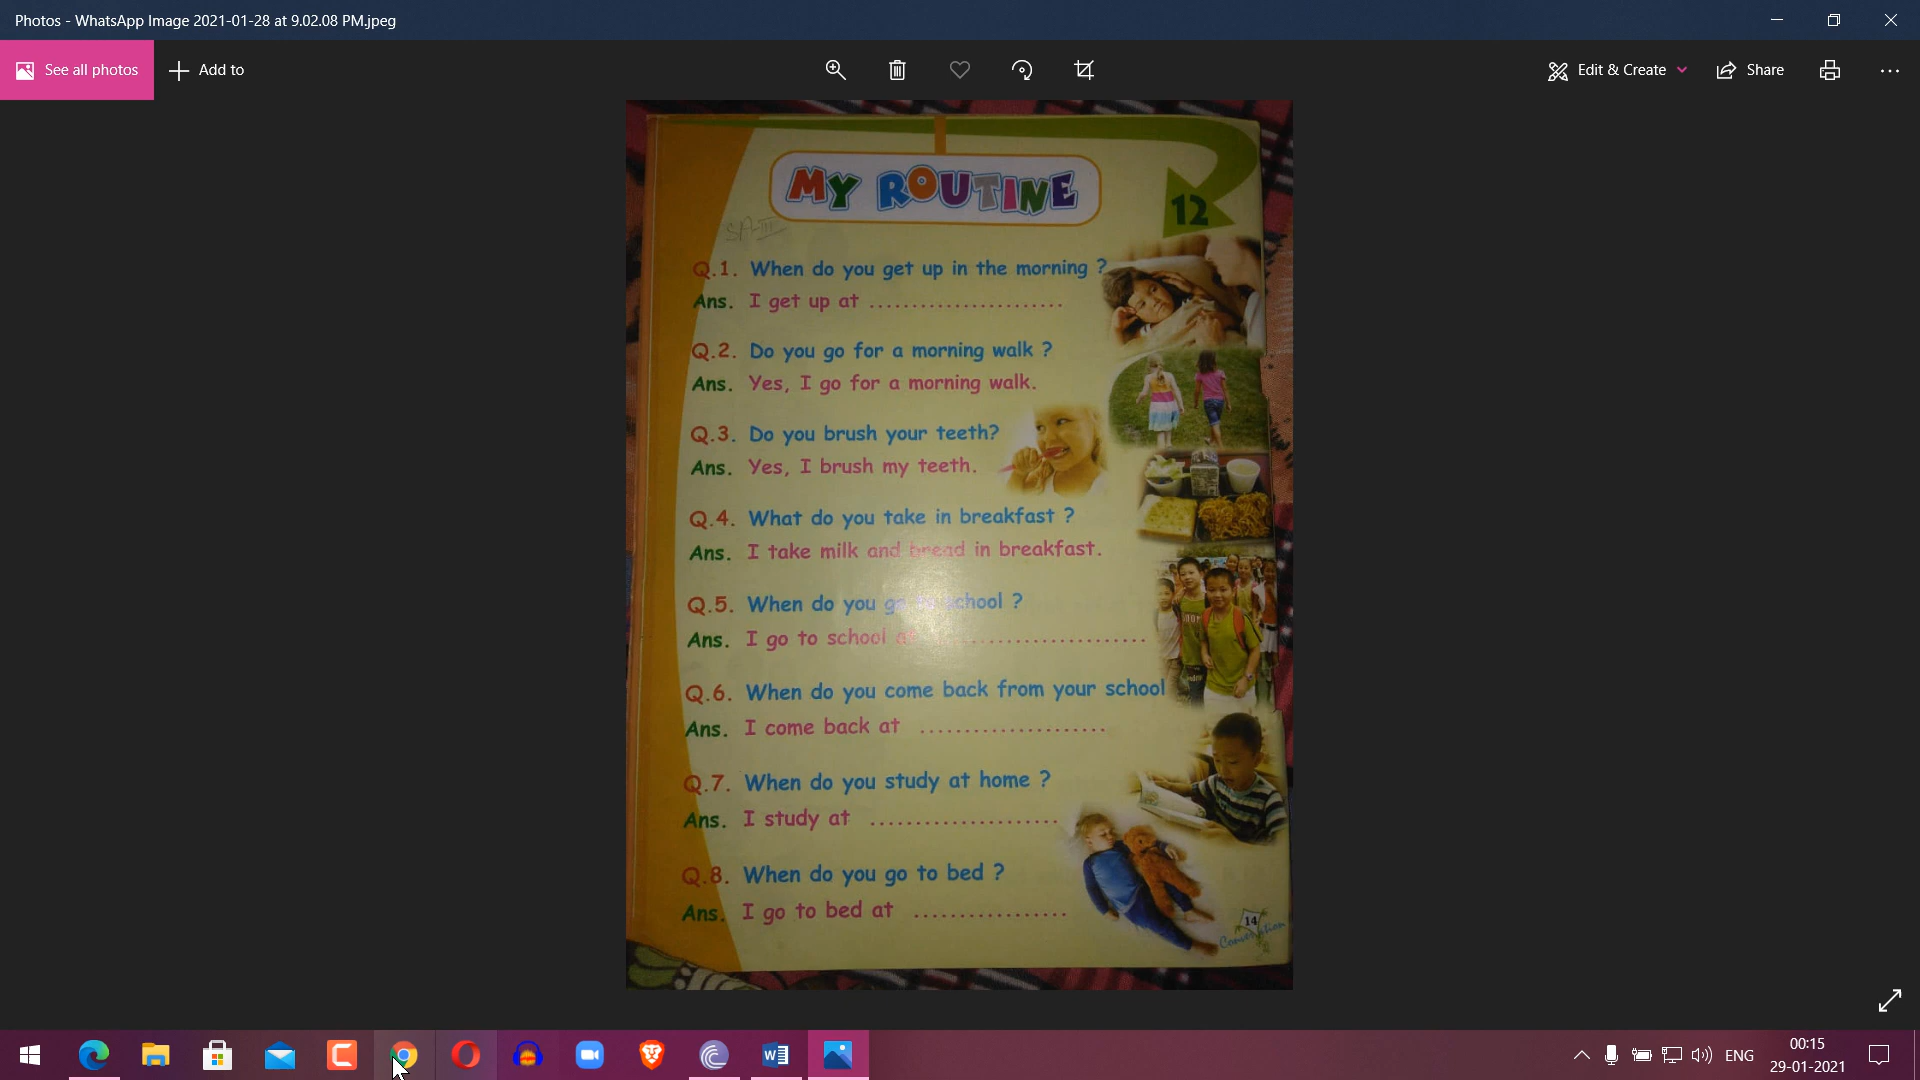 Photos - WhatsApp Image 2021-01-28 at 9.02.08 PM.jpeg
See all photos
Add to
Edit & Create
Share
MY ROUTINE
12
SA-III
Q.1. When do you get up in the morning ?
Ans. I get up at ......................
Q.2. Do you go for a morning walk ?
Ans. Yes, I go for a morning walk.
Q.3. Do you brush your teeth?
Ans. Yes, I brush my teeth.
Q.4. What do you take in breakfast ?
Ans. I take milk and bread in breakfast.
Q.5. When do you go to school ?
Ans. I go to school at ........................
Q.6. When do you come back from your school
Ans. I come back at .....................
Q.7. When do you study at home ?
Ans. I study at .....................
Q.8. When do you go to bed ?
Ans. I go to bed at .................
14
Conversation
ENG
00:15
29-01-2021